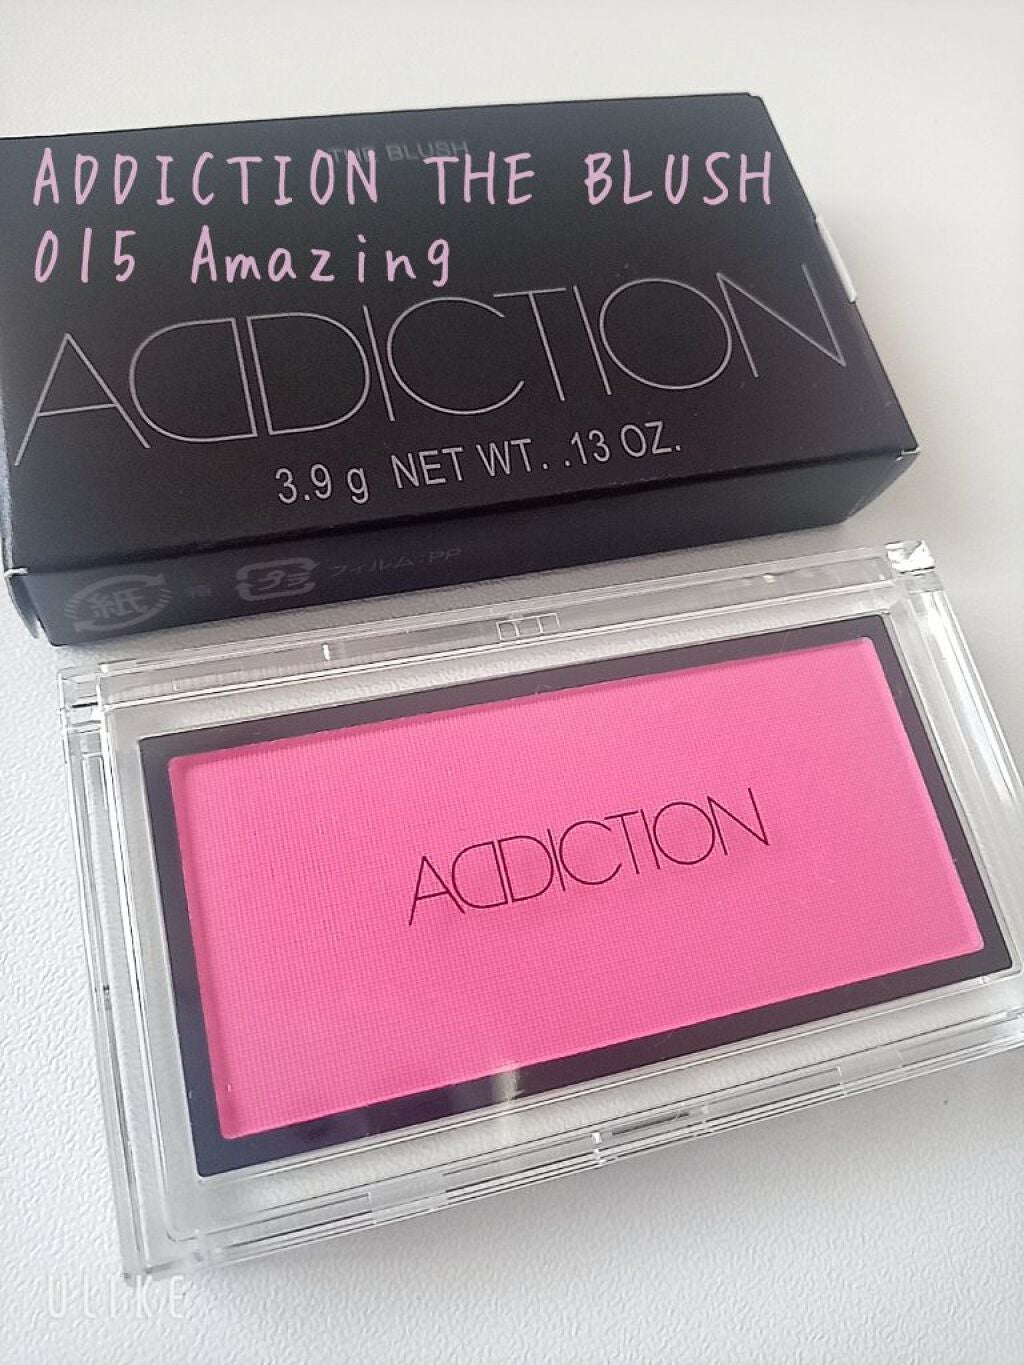 THE BLUSH
ADDICTION THE BLUSH
015 Amazing
ADDICTION
3.9 g NET WT. .13 OZ.
紙 箱 プラ フィルム:PP
ADDICTION
ULIKE